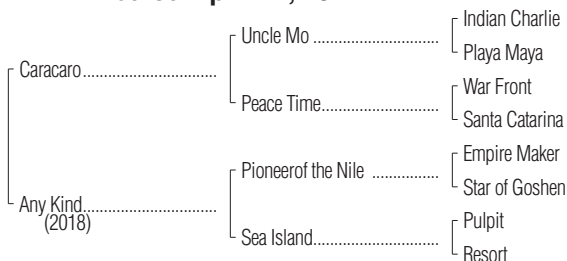 Indian Charlie
Uncle Mo ..............................
Playa Maya
Caracaro................................
War Front
Peace Time............................
Santa Catarina
Empire Maker
Pioneerof the Nile ................
Star of Goshen
Any Kind................................
(2018)
Pulpit
Sea Island..............................
Resort